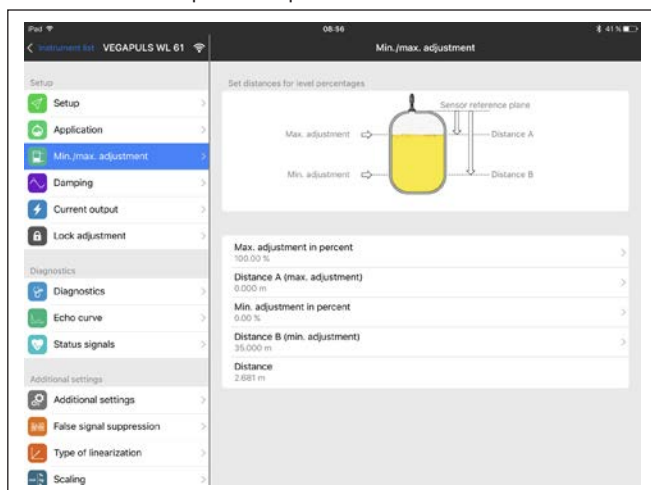 iPad
08:56
41 %
Instrument list
VEGAPULS WL 61
Min./max. adjustment
Setup
Setup
Application
Min./max. adjustment
Damping
Current output
Lock adjustment
Diagnostics
Diagnostics
Echo curve
Status signals
Additional settings
Additional settings
False signal suppression
Type of linearization
Scaling
Set distances for level percentages
Sensor reference plane
Max. adjustment
Distance A
Min. adjustment
Distance B
Max. adjustment in percent
100.00 %
Distance A (max. adjustment)
0.000 m
Min. adjustment in percent
0.00 %
Distance B (min. adjustment)
35.000 m
Distance
2.681 m